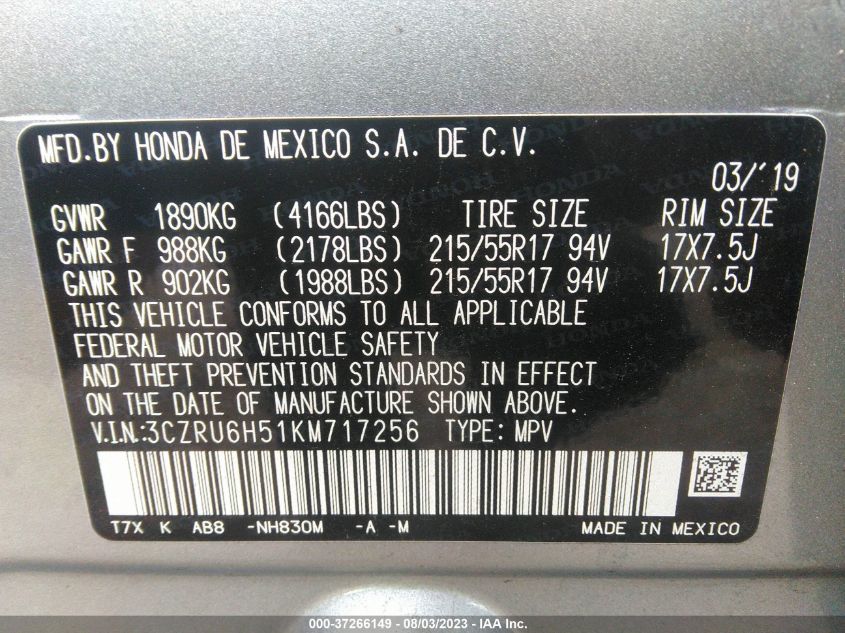 MFD.BY HONDA DE MEXICO S.A. DE C.V.
03/'19
GVWR 1890KG (4166LBS) TIRE SIZE RIM SIZE
GAWR F 988KG (2178LBS) 215/55R17 94V 17X7.5J
GAWR R 902KG (1988LBS) 215/55R17 94V 17X7.5J
THIS VEHICLE CONFORMS TO ALL APPLICABLE
FEDERAL MOTOR VEHICLE SAFETY
AND THEFT PREVENTION STANDARDS IN EFFECT
ON THE DATE OF MANUFACTURE SHOWN ABOVE.
V.I.N.:3CZRU6H51KM717256 TYPE: MPV
T7X K AB8 -NH830M -A -M MADE IN MEXICO
000-37266149 - 08/03/2023 - IAA Inc.